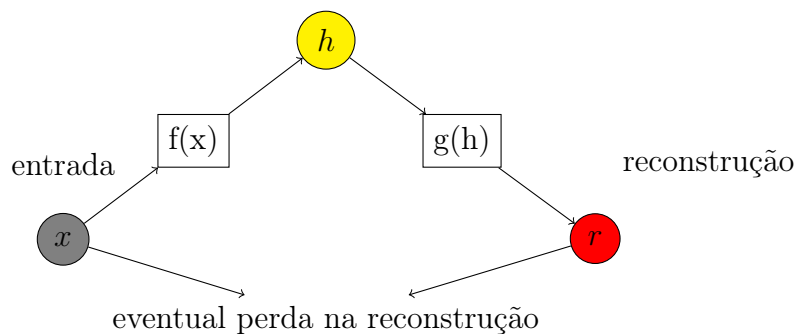 h
f(x)
g(h)
entrada
reconstrução
x
r
eventual perda na reconstrução